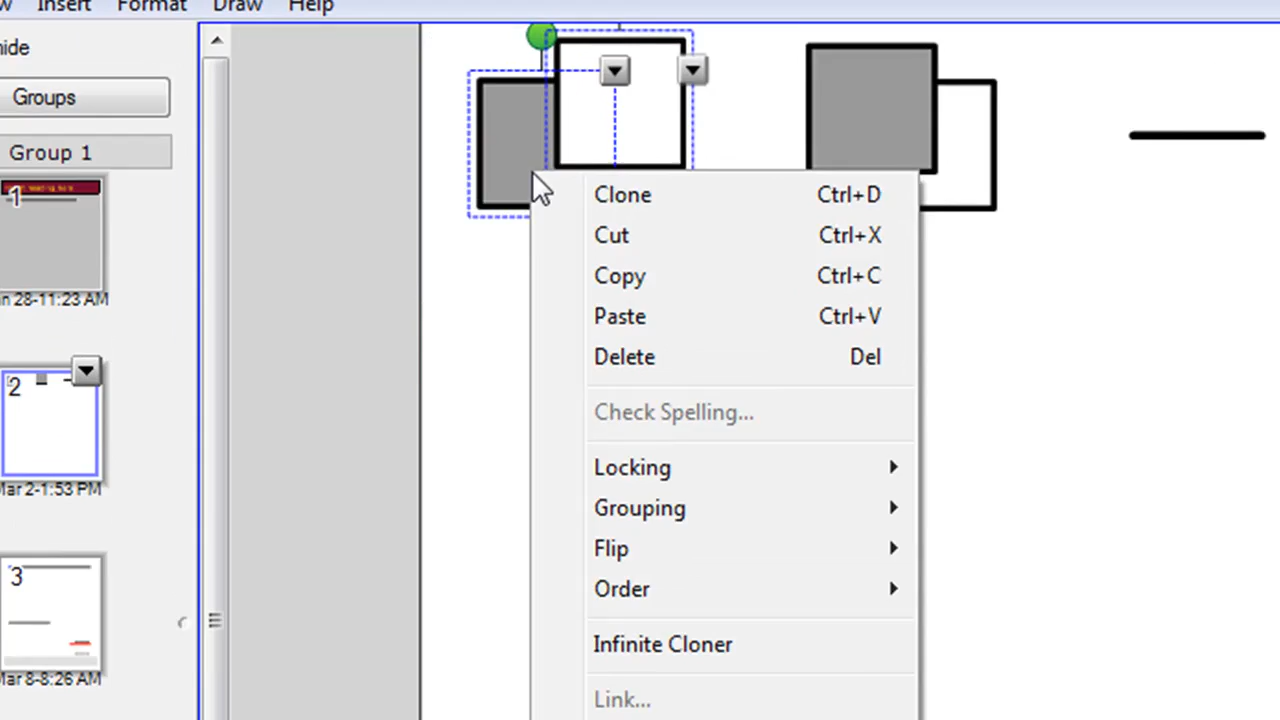 Insert Format Draw Help
ide
Groups
Group 1
1
n 28-11:23 AM
2
Mar 2-1:53 PM
3
Mar 8-8:26 AM
Clone Ctrl+D
Cut Ctrl+X
Copy Ctrl+C
Paste Ctrl+V
Delete Del
Check Spelling...
Locking
Grouping
Flip
Order
Infinite Cloner
Link...